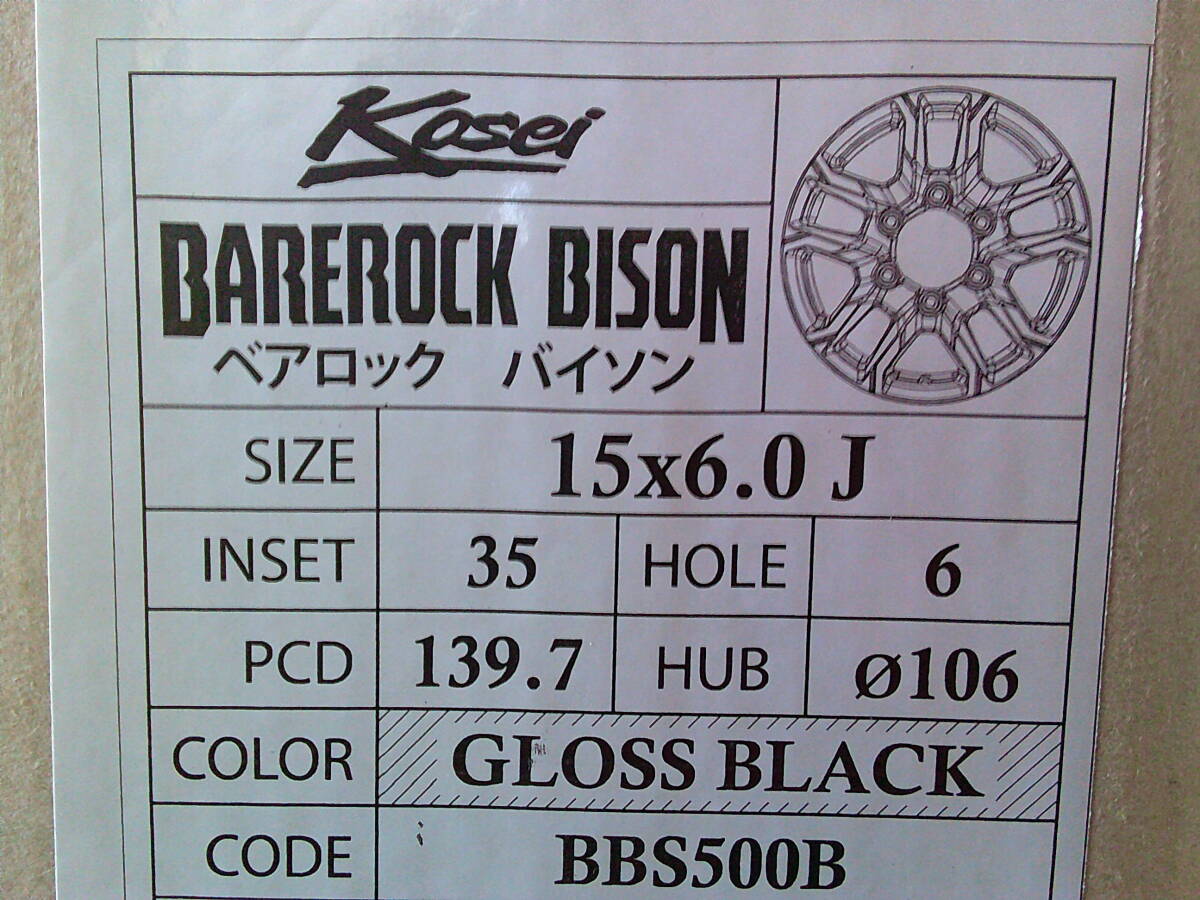 Kosei
BAREROCK BISON
ベアロック バイソン
SIZE 15x6.0 J
INSET 35 HOLE 6
PCD 139.7 HUB ø106
COLOR GLOSS BLACK
CODE BBS500B